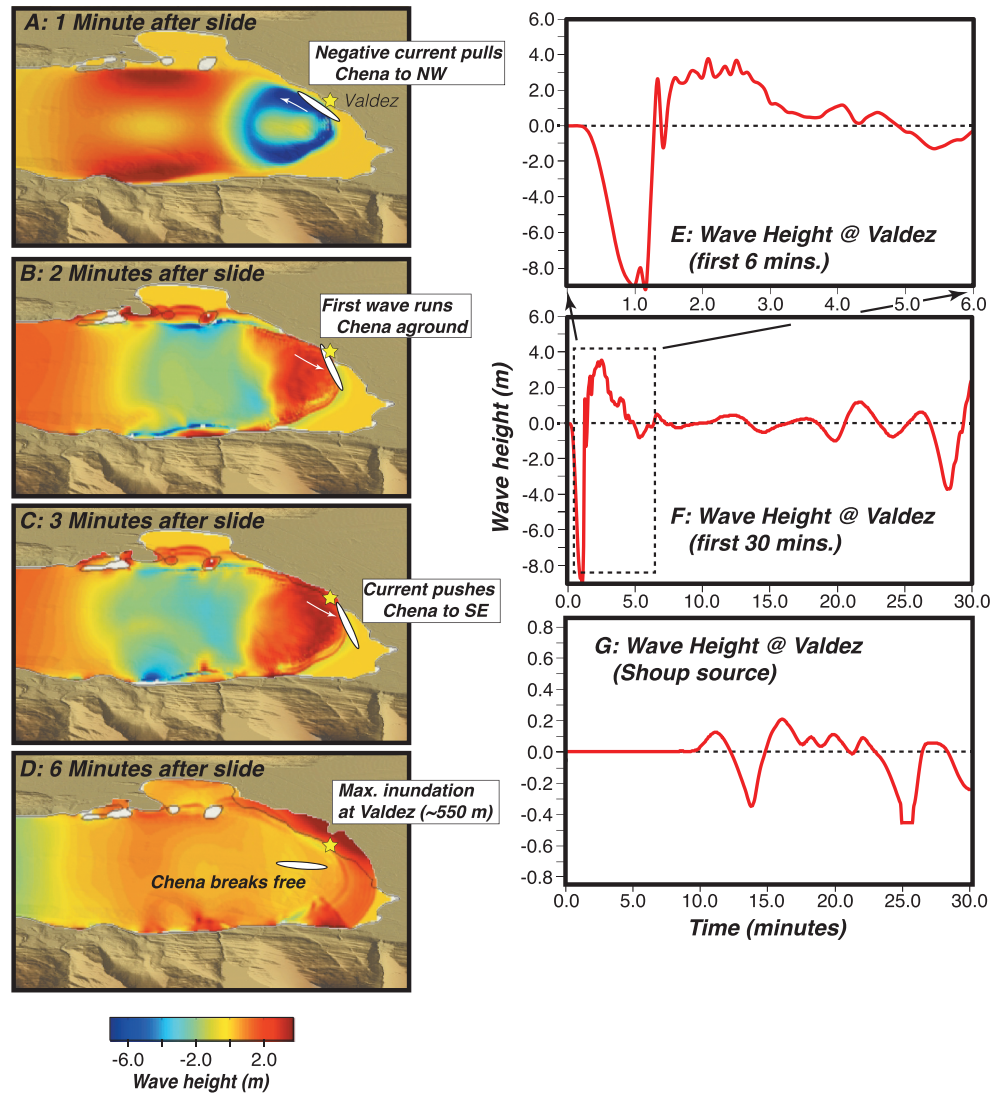 A: 1 Minute after slide
Negative current pulls
Chena to NW
Valdez
B: 2 Minutes after slide
First wave runs
Chena aground
C: 3 Minutes after slide
Current pushes
Chena to SE
D: 6 Minutes after slide
Max. inundation
at Valdez (~550 m)
Chena breaks free
-6.0 -2.0 2.0
Wave height (m)
6.0
4.0
2.0
0.0
-2.0
-4.0
-6.0
-8.0
E: Wave Height @ Valdez
(first 6 mins.)
1.0 2.0 3.0 4.0 5.0 6.0
6.0
4.0
2.0
0.0
-2.0
-4.0
-6.0
-8.0
Wave height (m)
F: Wave Height @ Valdez
(first 30 mins.)
0.0 5.0 10.0 15.0 20.0 25.0 30.0
0.8
0.6
0.4
0.2
0.0
-0.2
-0.4
-0.6
-0.8
G: Wave Height @ Valdez
(Shoup source)
0.0 5.0 10.0 15.0 20.0 25.0 30.0
Time (minutes)